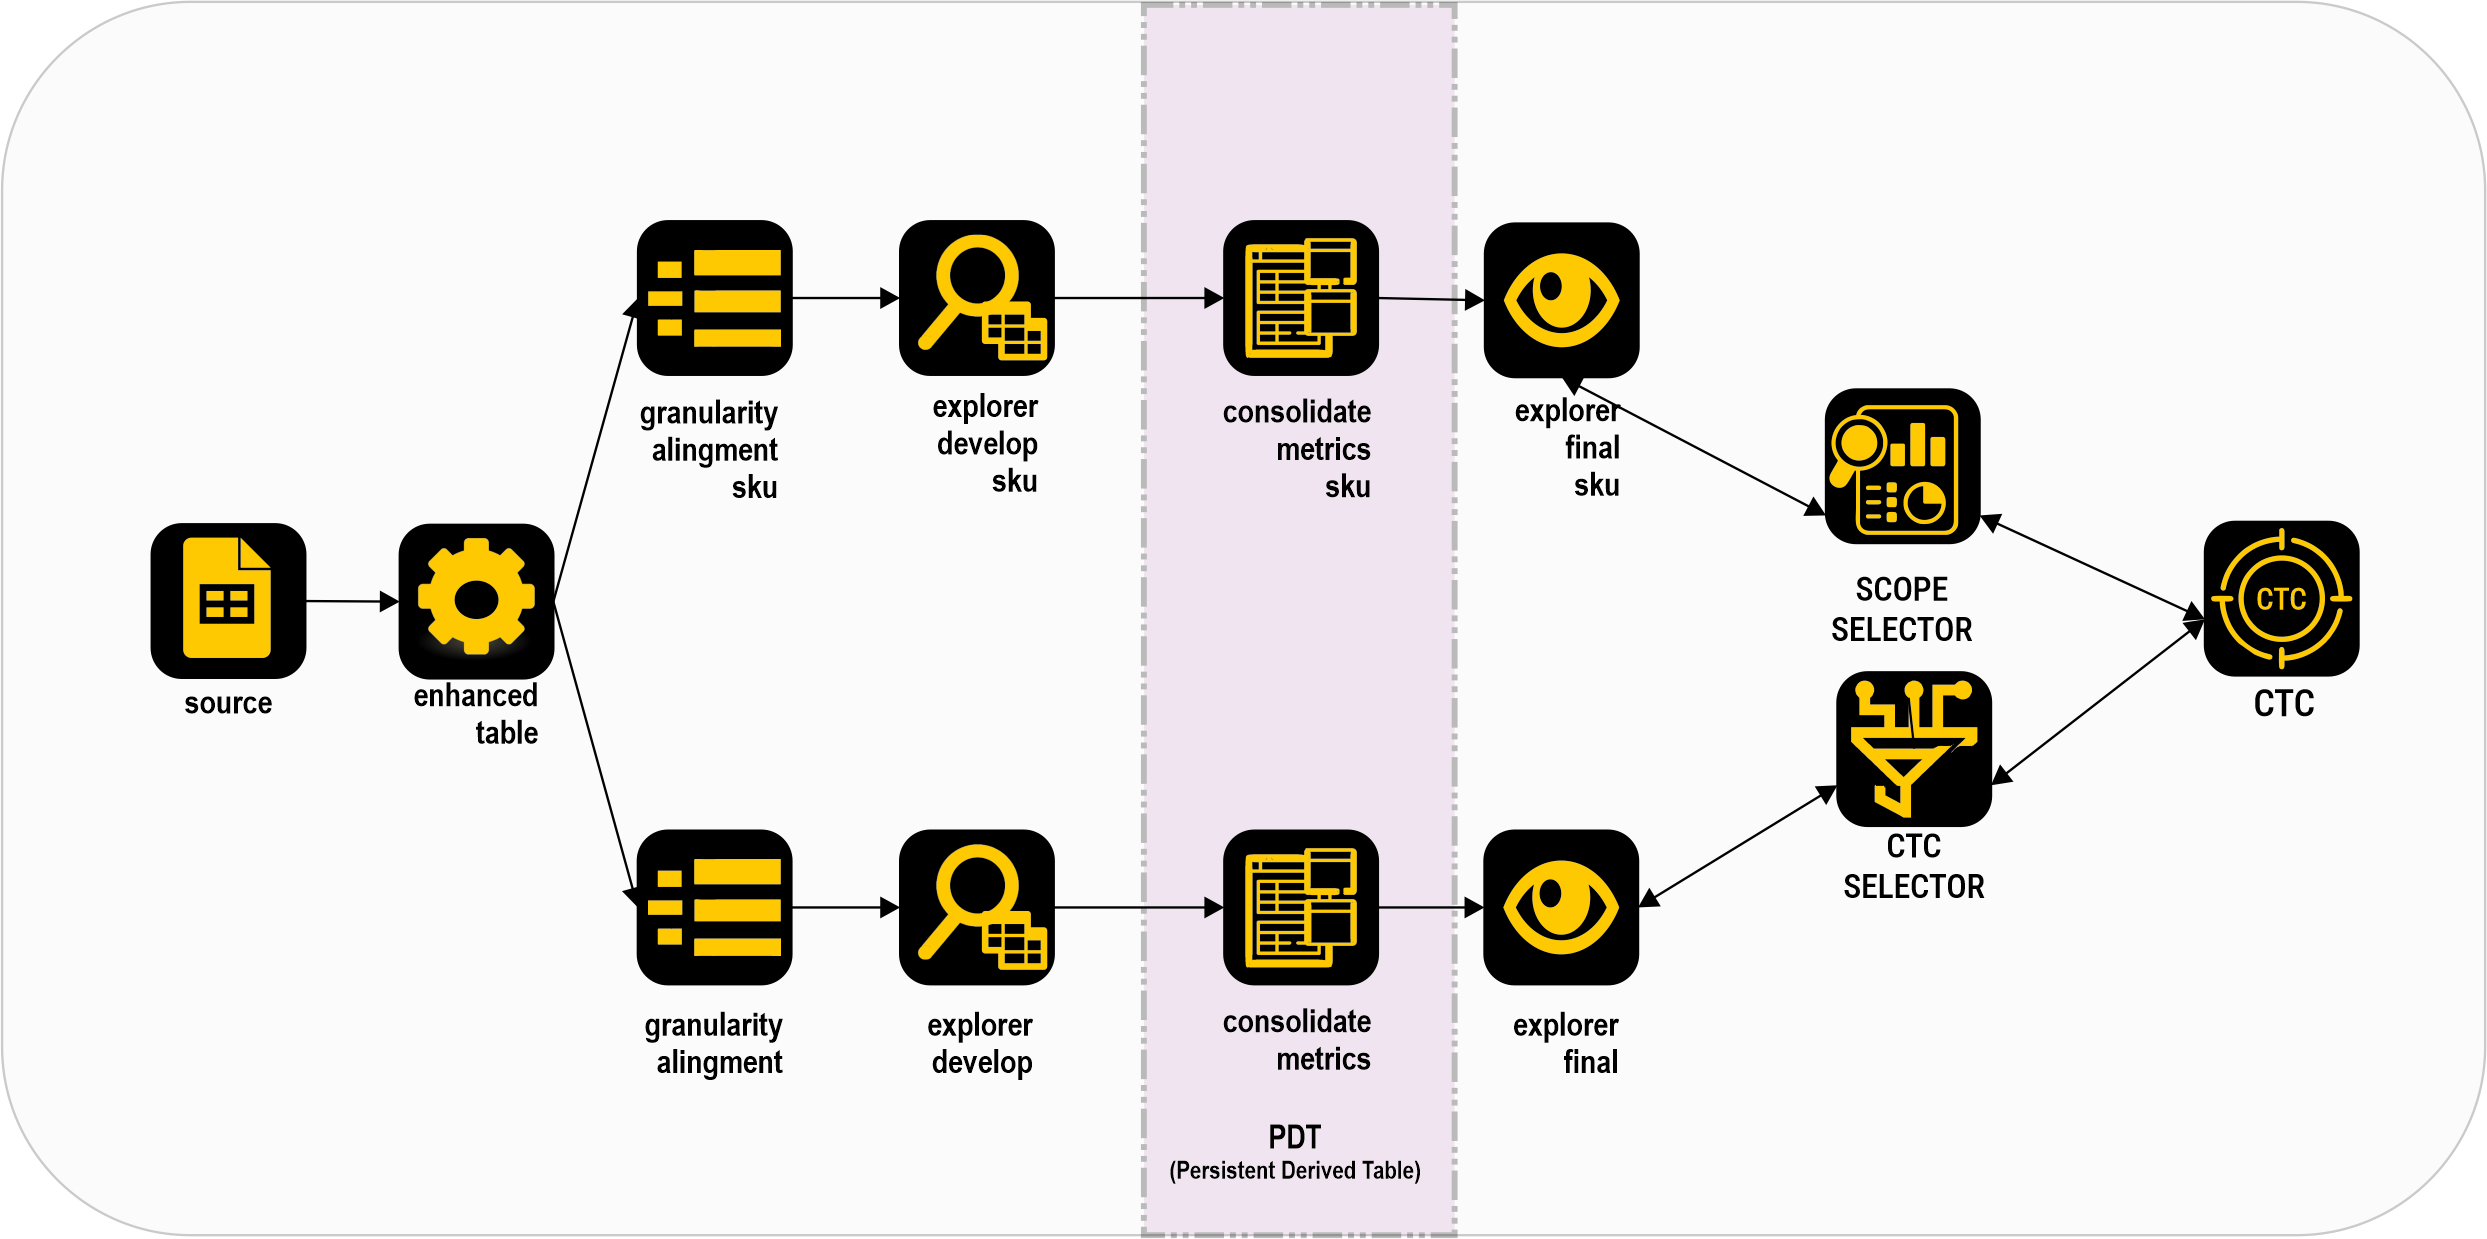 granularity
alingment
sku
explorer
develop
sku
consolidate
metrics
sku
explorer
final
sku
source
enhanced
table
SCOPE
SELECTOR
CTC
CTC
CTC
SELECTOR
granularity
alingment
explorer
develop
consolidate
metrics
explorer
final
PDT
(Persistent Derived Table)